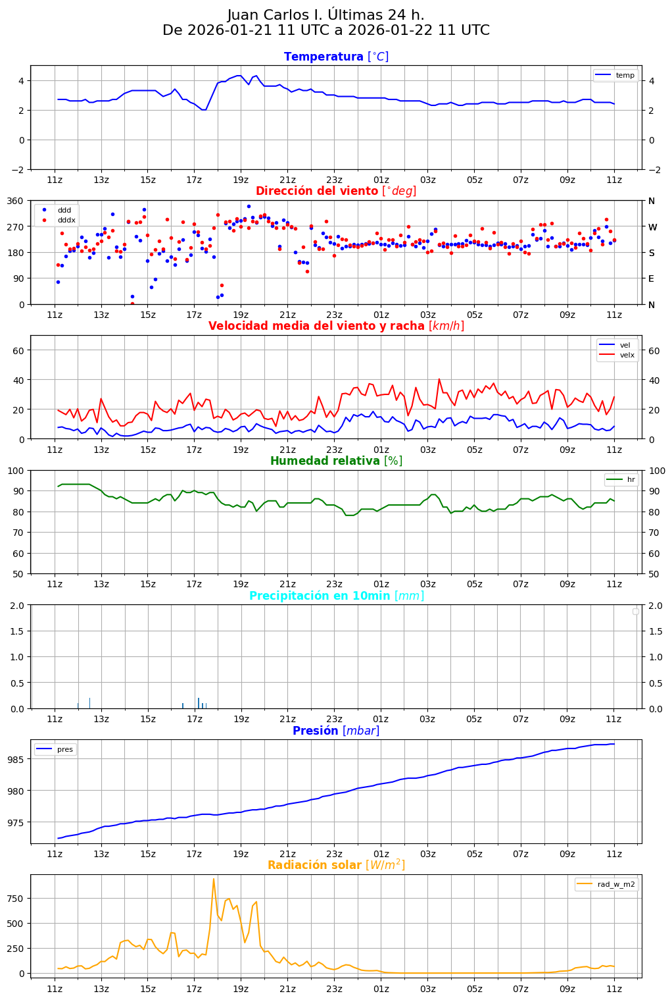 Juan Carlos I. Últimas 24 h.
De 2026-01-21 11 UTC a 2026-01-22 11 UTC
Temperatura [°C]
temp
4 4
2 2
0 0
−2 −2
11z 13z 15z 17z 19z 21z 23z 01z 03z 05z 07z 09z 11z
Dirección del viento [°deg]
ddd
dddx
360 N
270 W
180 S
90 E
0 N
11z 13z 15z 17z 19z 21z 23z 01z 03z 05z 07z 09z 11z
Velocidad media del viento y racha [km/h]
vel
velx
60 60
40 40
20 20
0 0
11z 13z 15z 17z 19z 21z 23z 01z 03z 05z 07z 09z 11z
Humedad relativa [%]
hr
100 100
90 90
80 80
70 70
60 60
50 50
11z 13z 15z 17z 19z 21z 23z 01z 03z 05z 07z 09z 11z
Precipitación en 10min [mm]
2.0 2.0
1.5 1.5
1.0 1.0
0.5 0.5
0.0 0.0
11z 13z 15z 17z 19z 21z 23z 01z 03z 05z 07z 09z 11z
Presión [mbar]
pres
985
980
975
11z 13z 15z 17z 19z 21z 23z 01z 03z 05z 07z 09z 11z
Radiación solar [W/m²]
rad_w_m2
750
500
250
0
11z 13z 15z 17z 19z 21z 23z 01z 03z 05z 07z 09z 11z